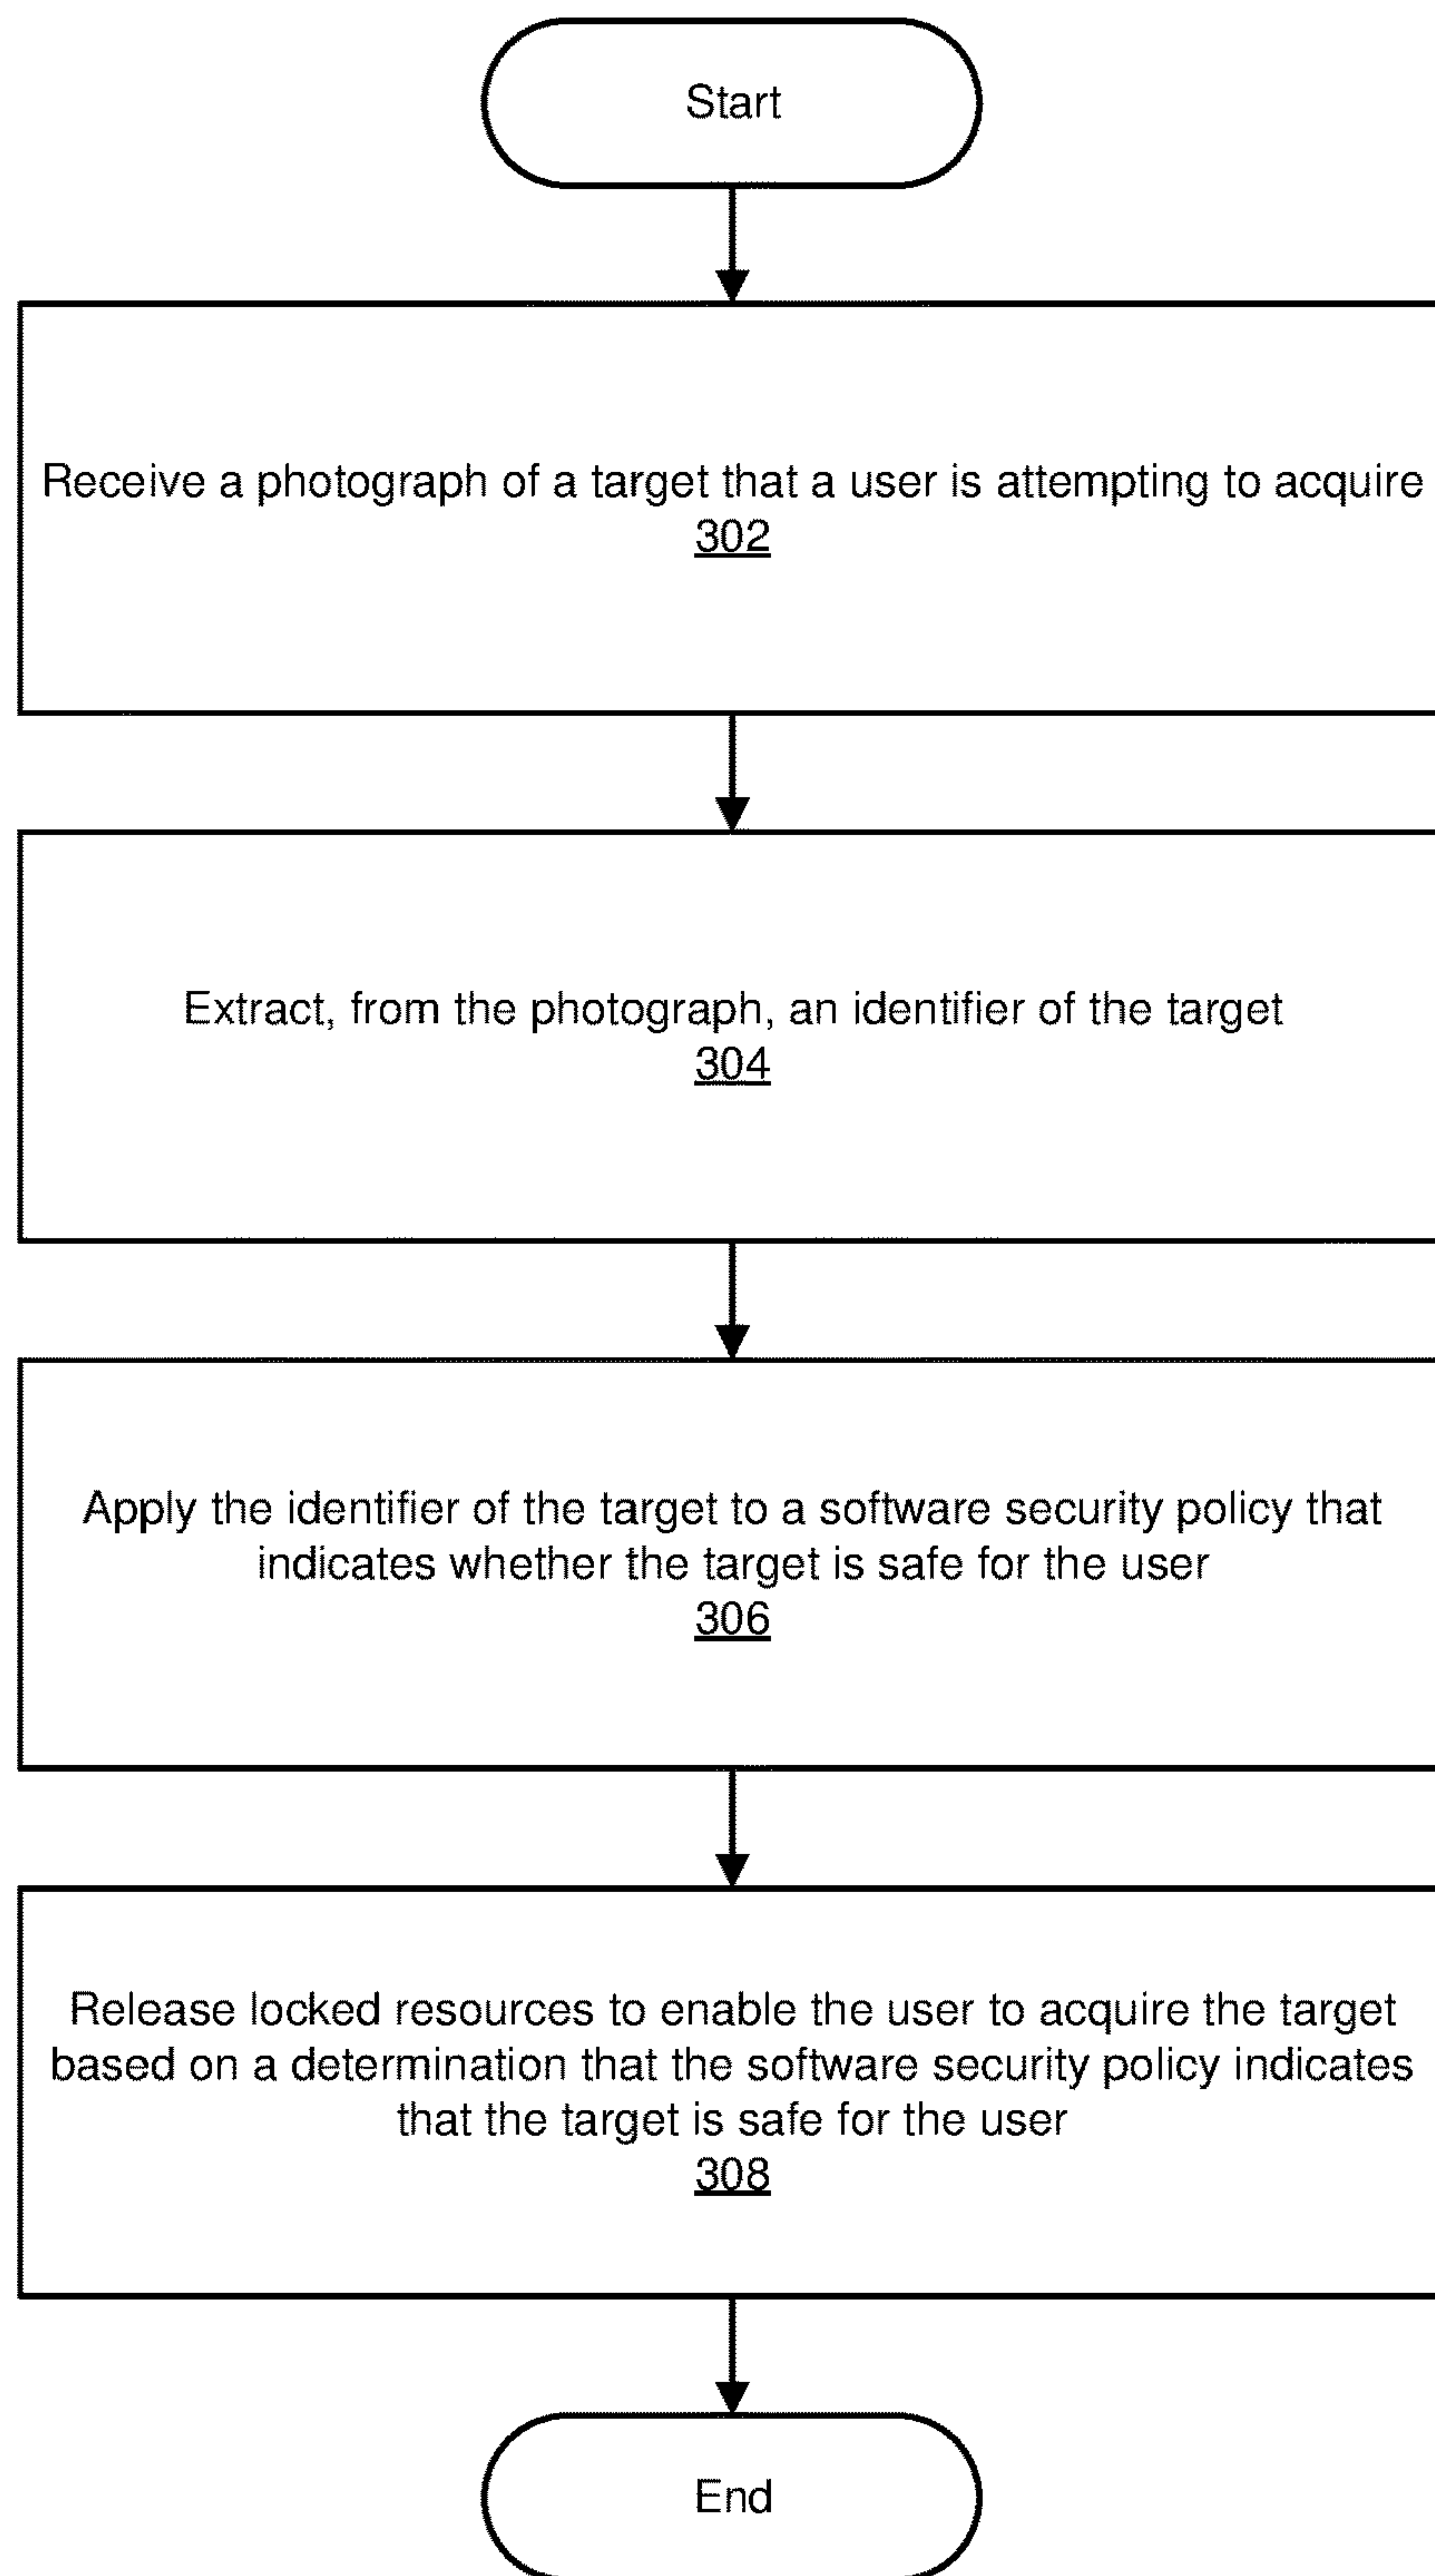 Start
Receive a photograph of a target that a user is attempting to acquire
302
Extract, from the photograph, an identifier of the target
304
Apply the identifier of the target to a software security policy that
indicates whether the target is safe for the user
306
Release locked resources to enable the user to acquire the target
based on a determination that the software security policy indicates
that the target is safe for the user
308
End